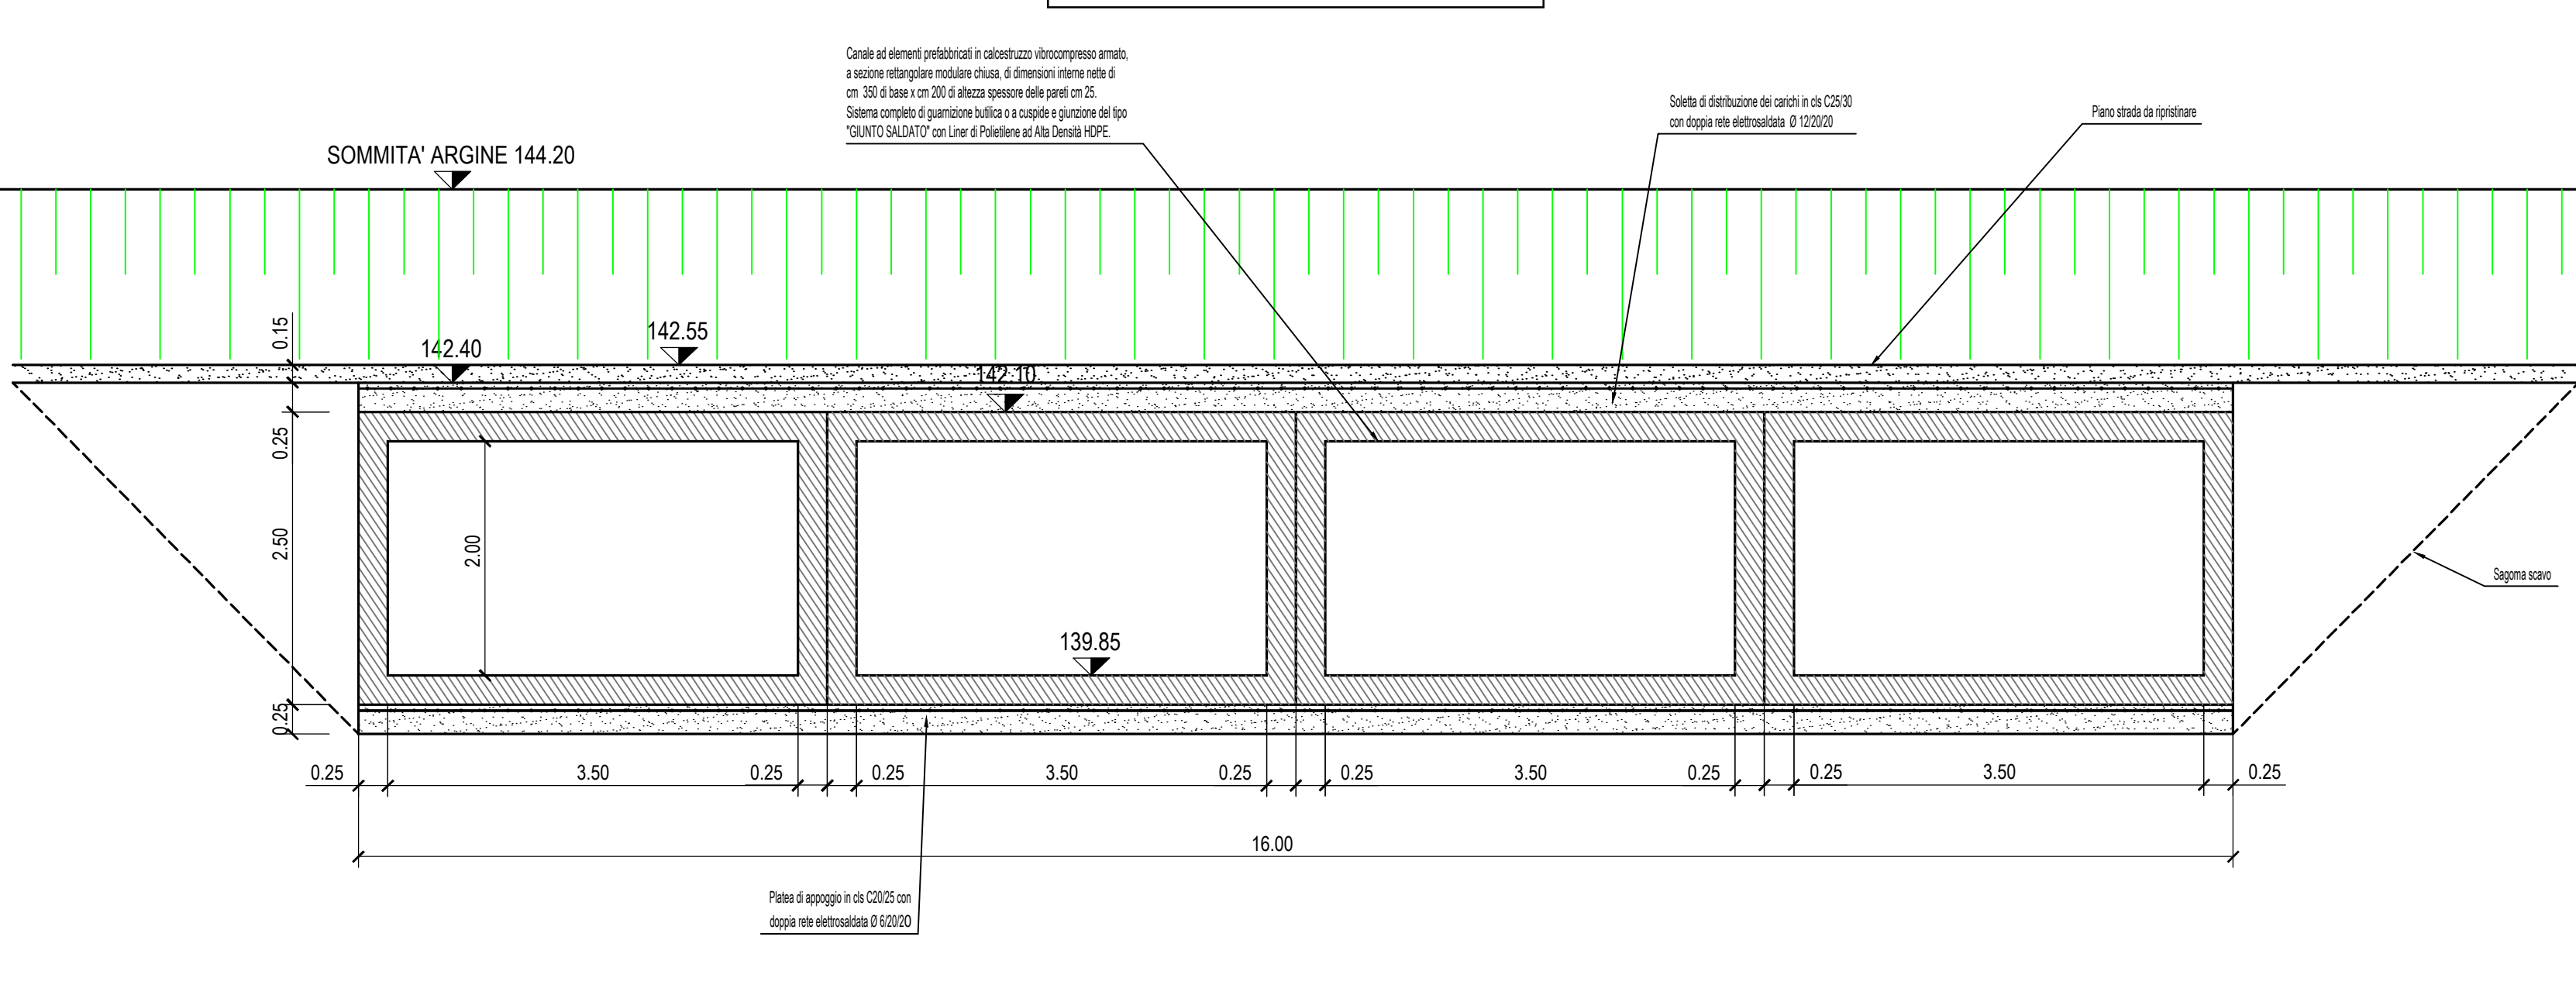 Canale ad elementi prefabbricati in calcestruzzo vibrocompresso armato,
a sezione rettangolare modulare chiusa, di dimensioni interne nette di
cm 350 di base x cm 200 di altezza spessore delle pareti cm 25.
Sistema completo di guarnizione butilica o a cuspide e giunzione del tipo
"GIUNTO SALDATO" con Liner di Polietilene ad Alta Densità HDPE.
Soletta di distribuzione dei carichi in cls C25/30
con doppia rete elettrosaldata Ø 12/20/20
Piano strada da ripristinare
SOMMITA' ARGINE 144.20
0.15
142.40
142.55
142.10
0.25
2.50
0.25
2.00
139.85
Sagoma scavo
0.25
3.50
0.25
0.25
3.50
0.25
0.25
3.50
0.25
0.25
3.50
0.25
16.00
Platea di appoggio in cls C20/25 con
doppia rete elettrosaldata Ø 6/20/20